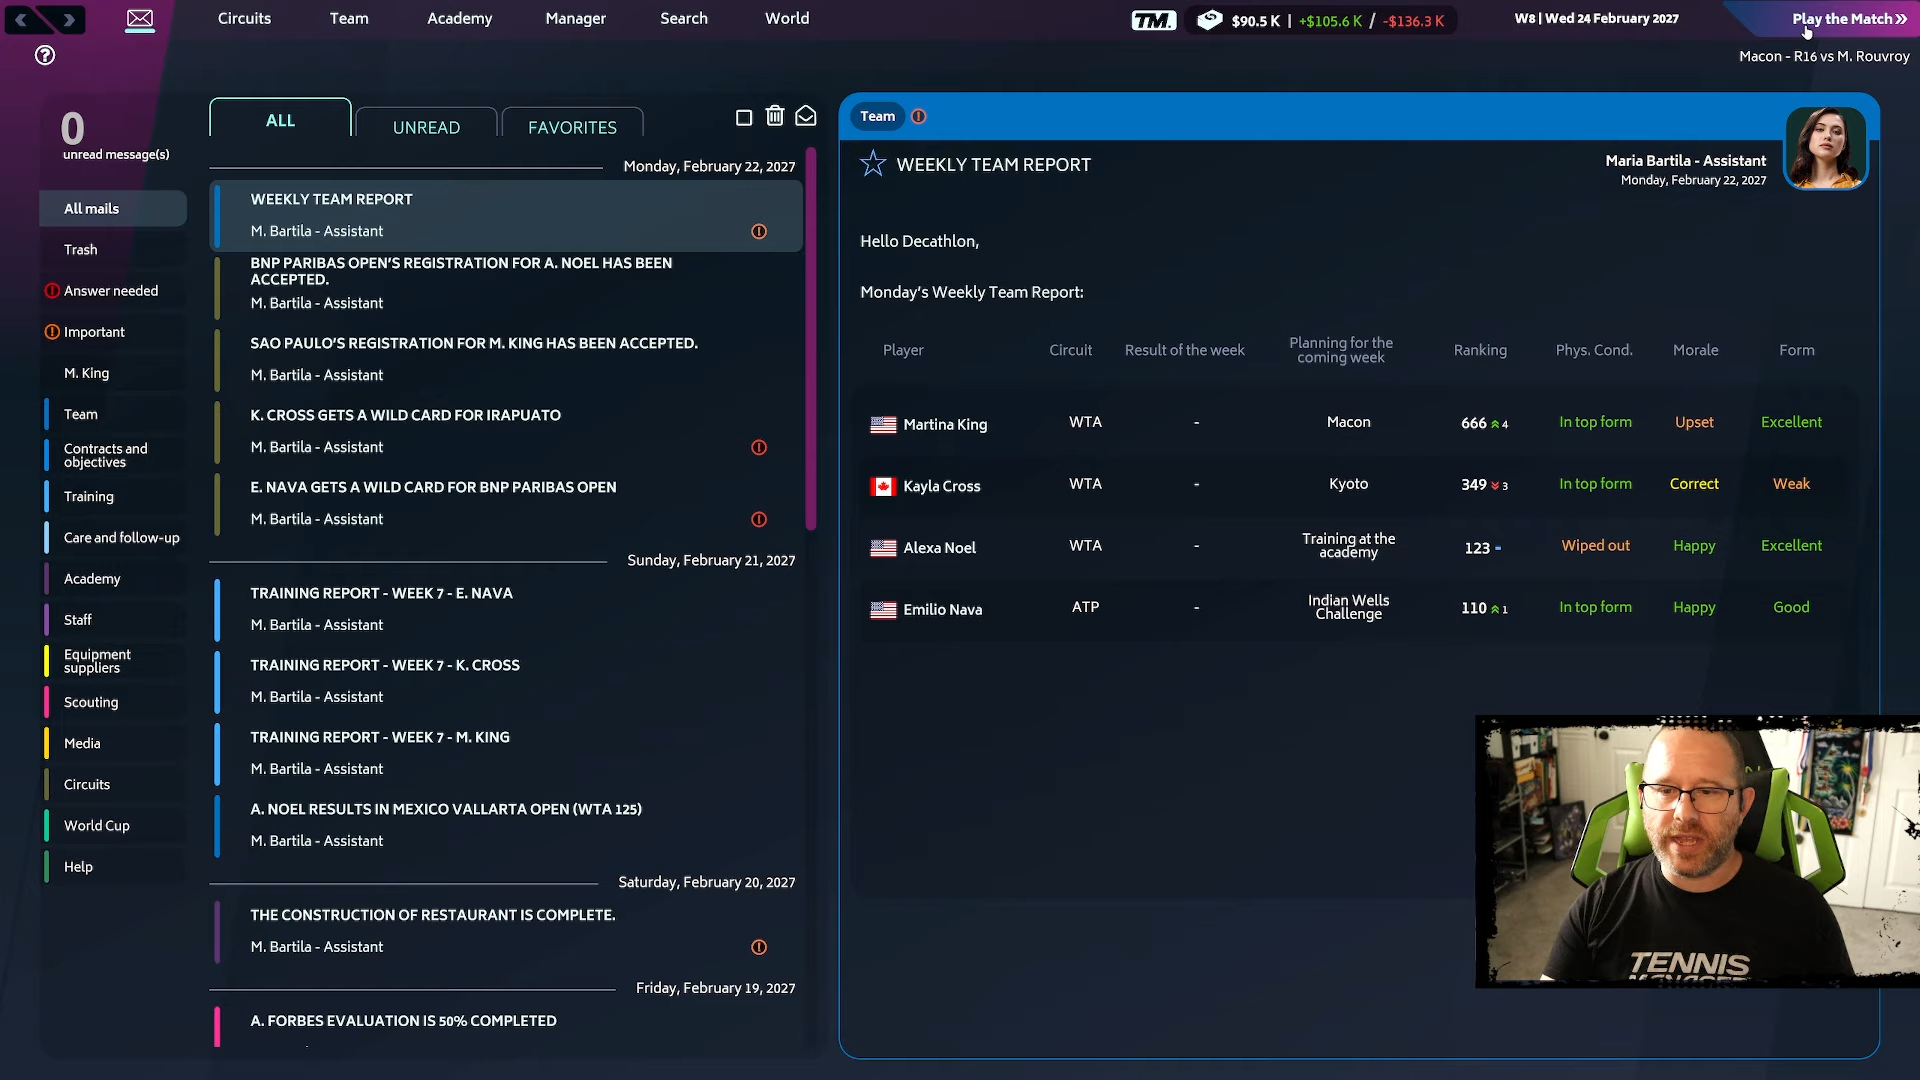 Circuits
Team
Academy
Manager
Search
World
TM.
$90.5 K | +$105.6 K / -$136.3 K
W8 | Wed 24 February 2027
Play the Match
Macon - R16 vs M. Rouvroy
0
unread message(s)
All mails
Trash
Answer needed
Important
M. King
Team
Contracts and
objectives
Training
Care and follow-up
Academy
Staff
Equipment
suppliers
Scouting
Media
Circuits
World Cup
Help
ALL
UNREAD
FAVORITES
Monday, February 22, 2027
WEEKLY TEAM REPORT
M. Bartila - Assistant
BNP PARIBAS OPEN'S REGISTRATION FOR A. NOEL HAS BEEN
ACCEPTED.
M. Bartila - Assistant
SAO PAULO'S REGISTRATION FOR M. KING HAS BEEN ACCEPTED.
M. Bartila - Assistant
K. CROSS GETS A WILD CARD FOR IRAPUATO
M. Bartila - Assistant
E. NAVA GETS A WILD CARD FOR BNP PARIBAS OPEN
M. Bartila - Assistant
Sunday, February 21, 2027
TRAINING REPORT - WEEK 7 - E. NAVA
M. Bartila - Assistant
TRAINING REPORT - WEEK 7 - K. CROSS
M. Bartila - Assistant
TRAINING REPORT - WEEK 7 - M. KING
M. Bartila - Assistant
A. NOEL RESULTS IN MEXICO VALLARTA OPEN (WTA 125)
M. Bartila - Assistant
Saturday, February 20, 2027
THE CONSTRUCTION OF RESTAURANT IS COMPLETE.
M. Bartila - Assistant
Friday, February 19, 2027
A. FORBES EVALUATION IS 50% COMPLETED
Team
WEEKLY TEAM REPORT
Maria Bartila - Assistant
Monday, February 22, 2027
Hello Decathlon,
Monday's Weekly Team Report:
Player Circuit Result of the week Planning for the coming week Ranking Phys. Cond. Morale Form
Martina King WTA - Macon 666 4 In top form Upset Excellent
Kayla Cross WTA - Kyoto 349 3 In top form Correct Weak
Alexa Noel WTA - Training at the academy 123 - Wiped out Happy Excellent
Emilio Nava ATP - Indian Wells Challenge 110 1 In top form Happy Good
TENNIS